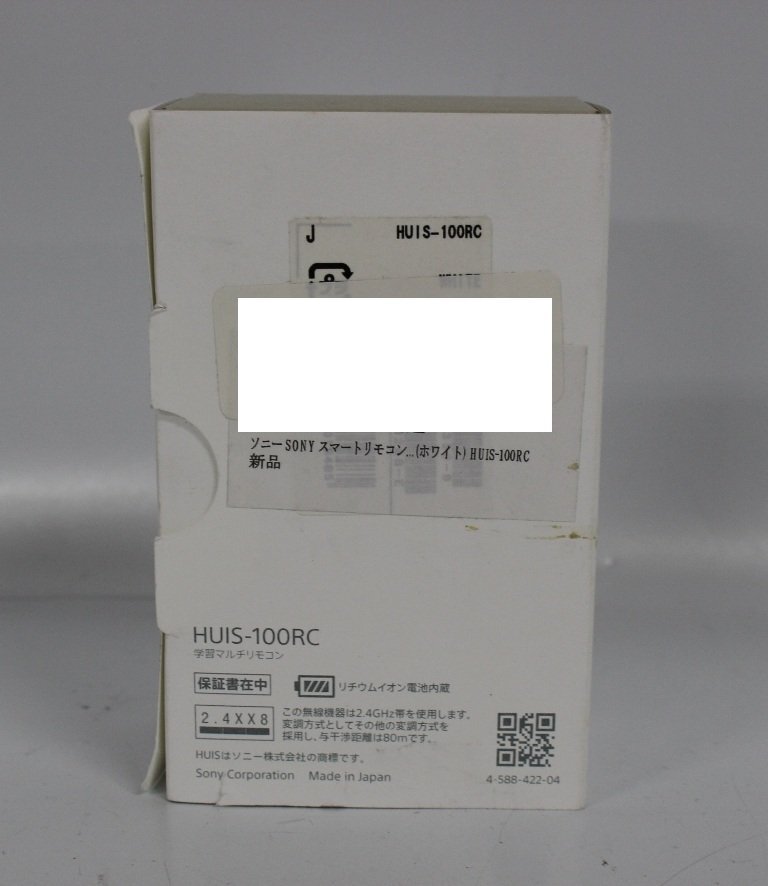 J HUIS-100RC
WHITE
ソニーSONY スマートリモコン...(ホワイト) HUIS-100RC
新品
HUIS-100RC
学習マルチリモコン
保証書在中
リチウムイオン電池内蔵
2.4XX8
この無線機器は2.4GHz帯を使用します。
変調方式としてその他の変調方式を
採用し、与干渉距離は80mです。
HUISはソニー株式会社の商標です。
Sony Corporation Made in Japan
4-588-422-04